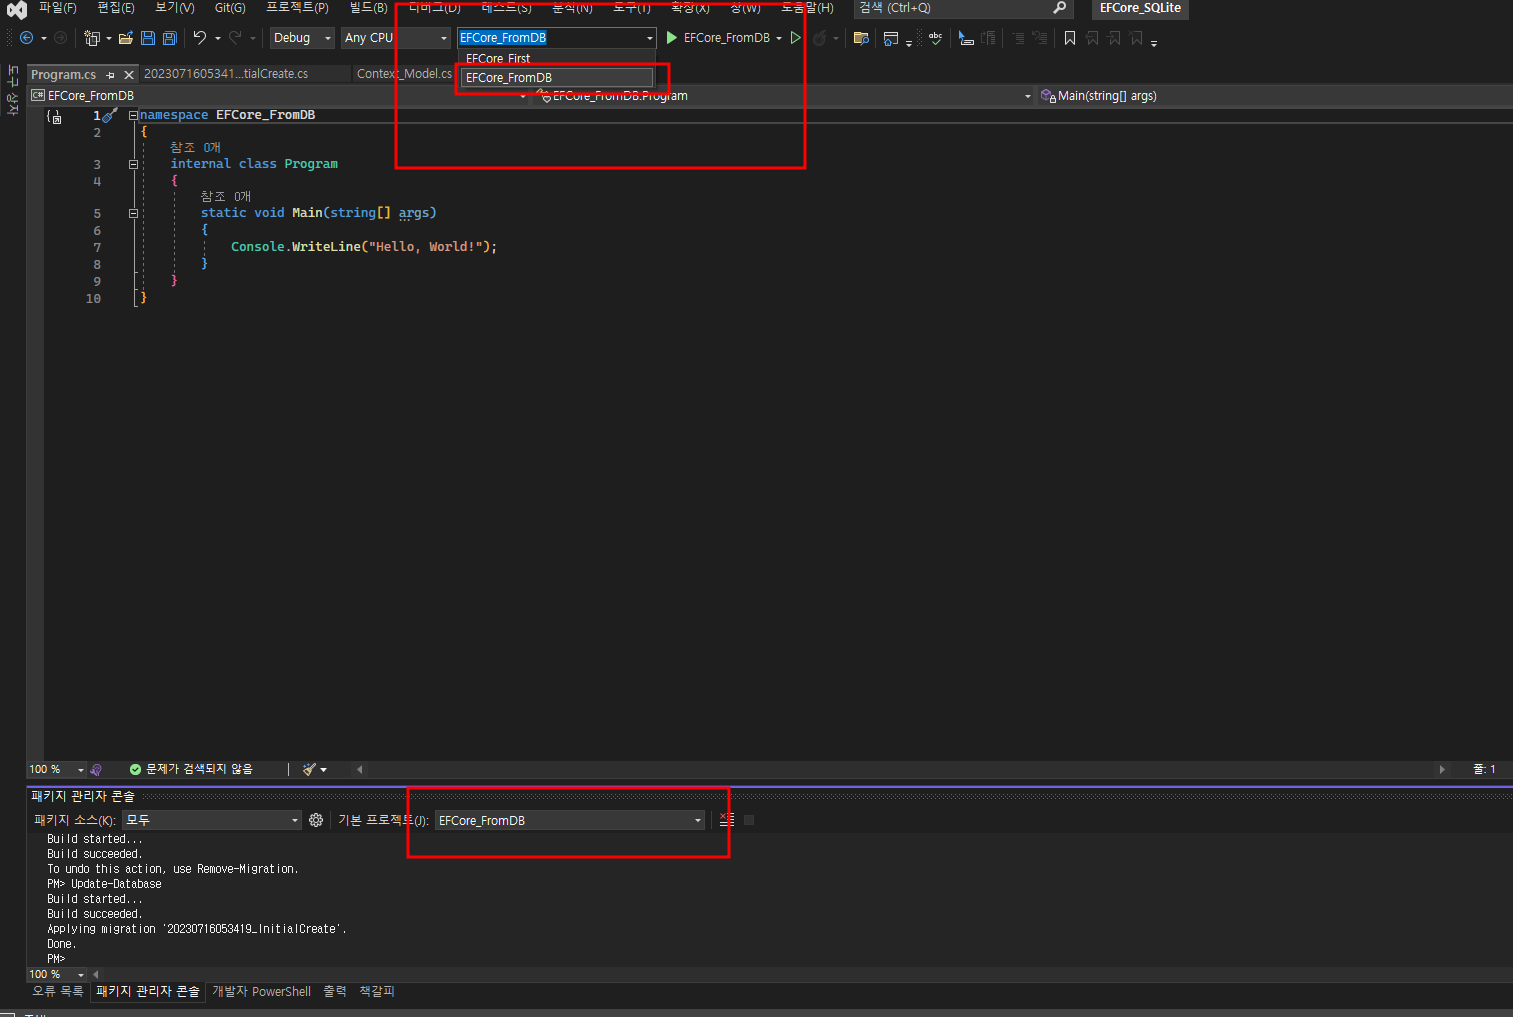 파일(F) 편집(E) 보기(V) Git(G) 프로젝트(P) 빌드(B) 디버그(D) 테스트(S) 분석(N) 도구(T) 확장(X) 창(W) 도움말(H) 검색 (Ctrl+Q) EFCore_SQLite
Debug Any CPU EFCore_FromDB EFCore_FromDB
EFCore_First
EFCore_FromDB
도구 상자
Program.cs 2023071605341...tialCreate.cs Context_Model.cs
C# EFCore_FromDB EFCore_FromDB.Program Main(string[] args)
1 namespace EFCore_FromDB
2 {
참조 0개
3 internal class Program
4 {
참조 0개
5 static void Main(string[] args)
6 {
7 Console.WriteLine("Hello, World!");
8 }
9 }
10 }
100 % 문제가 검색되지 않음 줄: 1
패키지 관리자 콘솔
패키지 소스(K): 모두 기본 프로젝트(J): EFCore_FromDB
Build started...
Build succeeded.
To undo this action, use Remove-Migration.
PM> Update-Database
Build started...
Build succeeded.
Applying migration '20230716053419_InitialCreate'.
Done.
PM>
100 %
오류 목록 패키지 관리자 콘솔 개발자 PowerShell 출력 책갈피